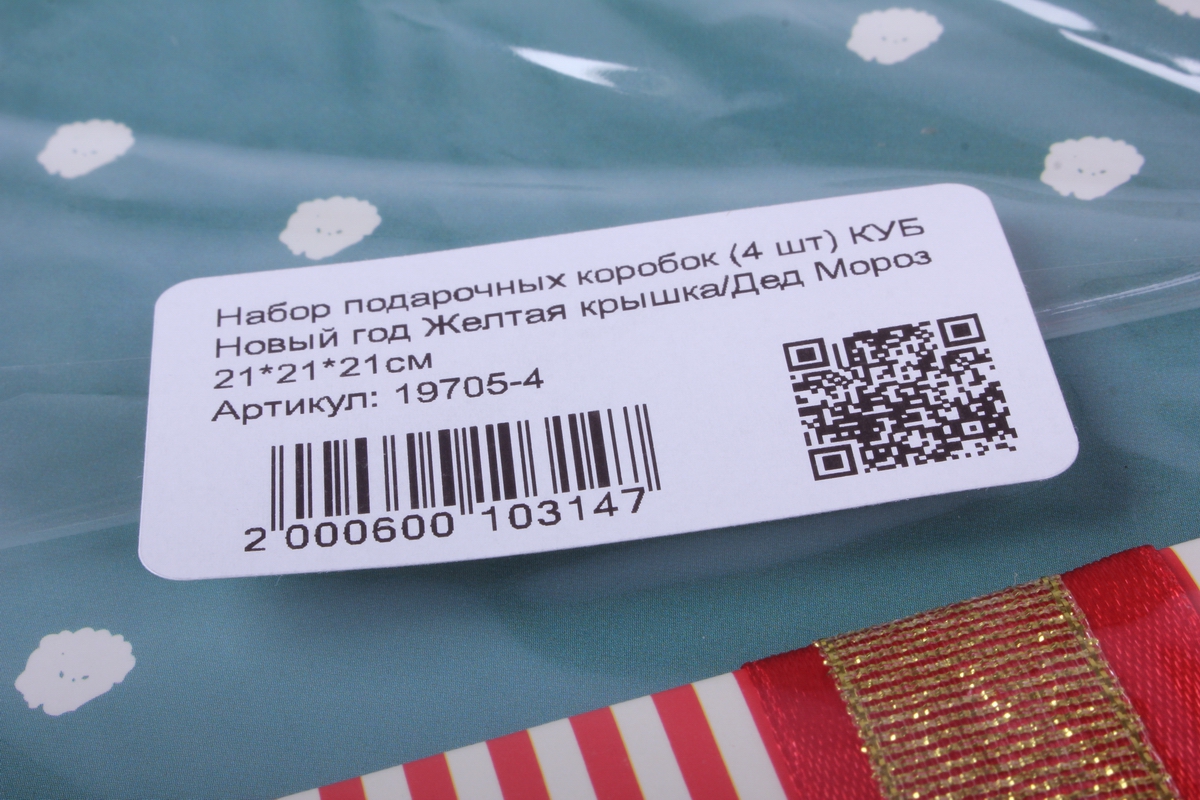 Набор подарочных коробок (4 шт) КУБ
Новый год Желтая крышка/Дед Мороз
21*21*21см
Артикул: 19705-4
2 000600 103147